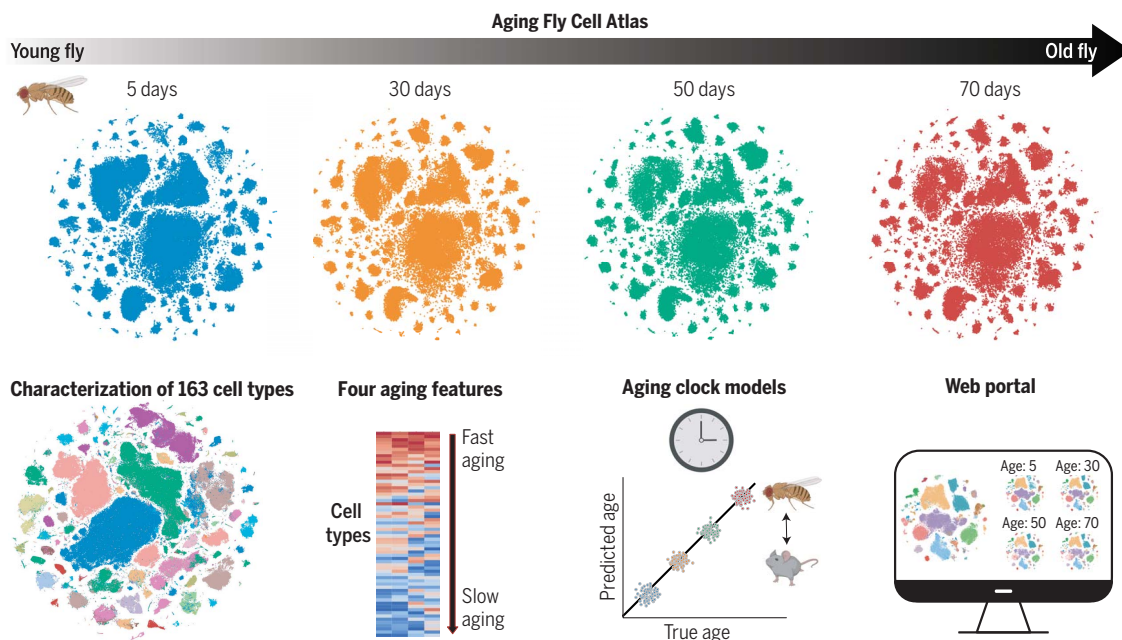 Aging Fly Cell Atlas
Young fly
Old fly
5 days
30 days
50 days
70 days
Characterization of 163 cell types
Four aging features
Aging clock models
Web portal
Cell
types
Fast
aging
Slow
aging
Predicted age
True age
Age: 5
Age: 30
Age: 50
Age: 70